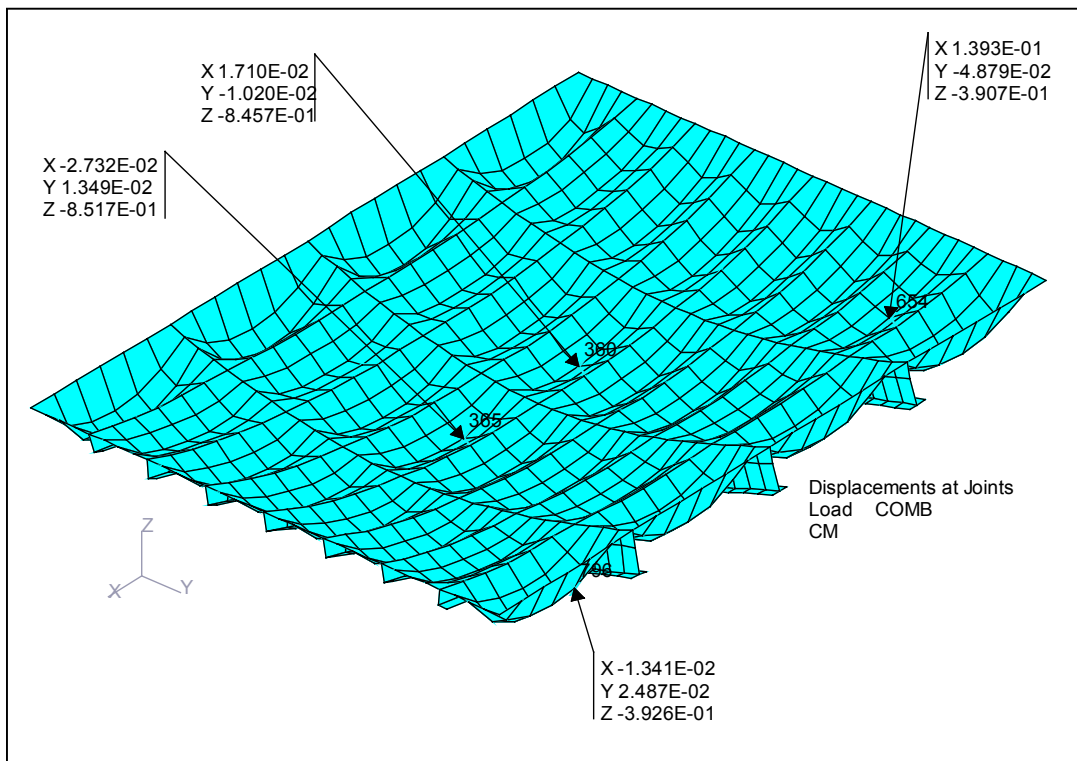 X 1.393E-01
Y -4.879E-02
Z -3.907E-01
X 1.710E-02
Y -1.020E-02
Z -8.457E-01
X -2.732E-02
Y 1.349E-02
Z -8.517E-01
654
360
365
Displacements at Joints
Load COMB
CM
Z
X
Y
96
X -1.341E-02
Y 2.487E-02
Z -3.926E-01